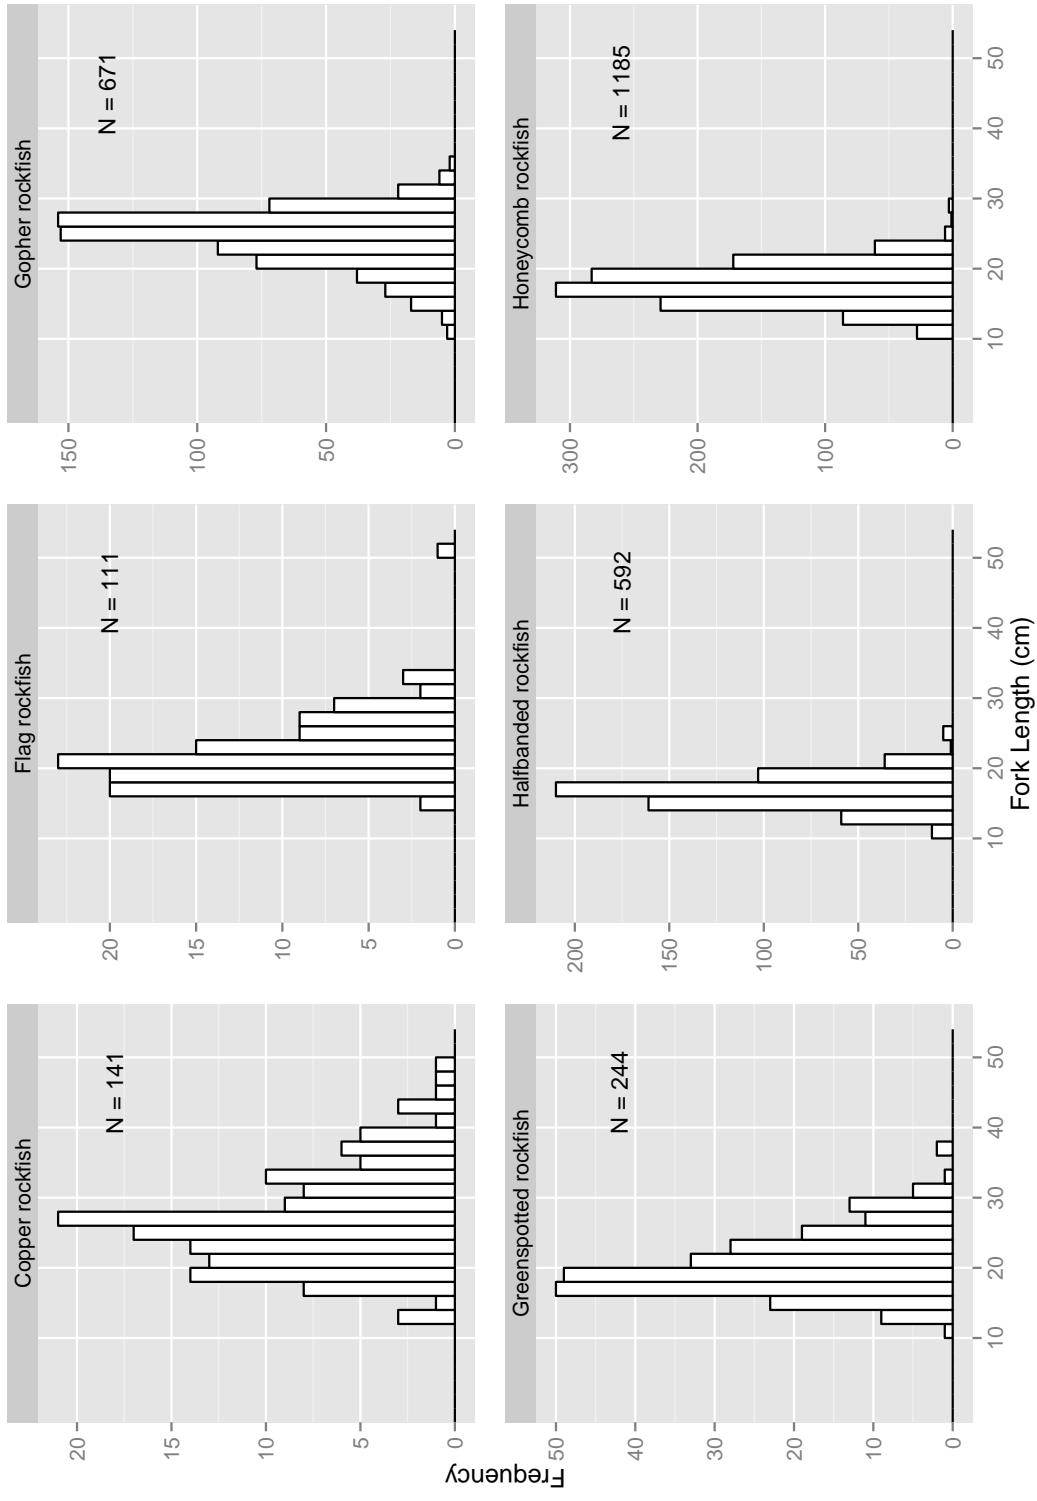 Copper rockfish
Flag rockfish
Gopher rockfish
N = 141
N = 111
N = 671
20
15
10
5
0
20
15
10
5
0
150
100
50
0
Greenspotted rockfish
Halfbanded rockfish
Honeycomb rockfish
N = 244
N = 592
N = 1185
50
40
30
20
10
0
200
150
100
50
0
300
200
100
0
10 20 30 40 50
10 20 30 40 50
10 20 30 40 50
Fork Length (cm)
Frequency